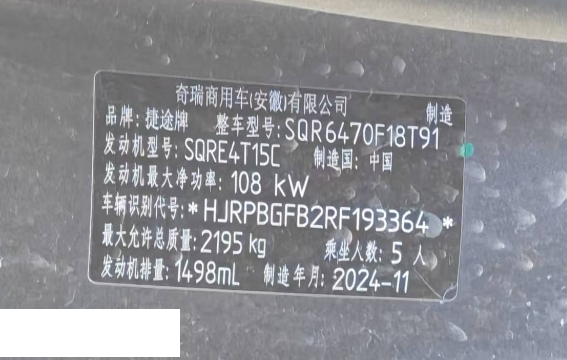 奇瑞商用车(安徽)有限公司 制造
品牌: 捷途牌 整车型号: SQR6470F18T91
发动机型号: SQRE4T15C 制造国: 中国
发动机最大净功率: 108 kW
车辆识别代号: *HJRPBGFB2RF193364*
最大允许总质量: 2195 kg 乘坐人数: 5 人
发动机排量: 1498mL 制造年月: 2024-11